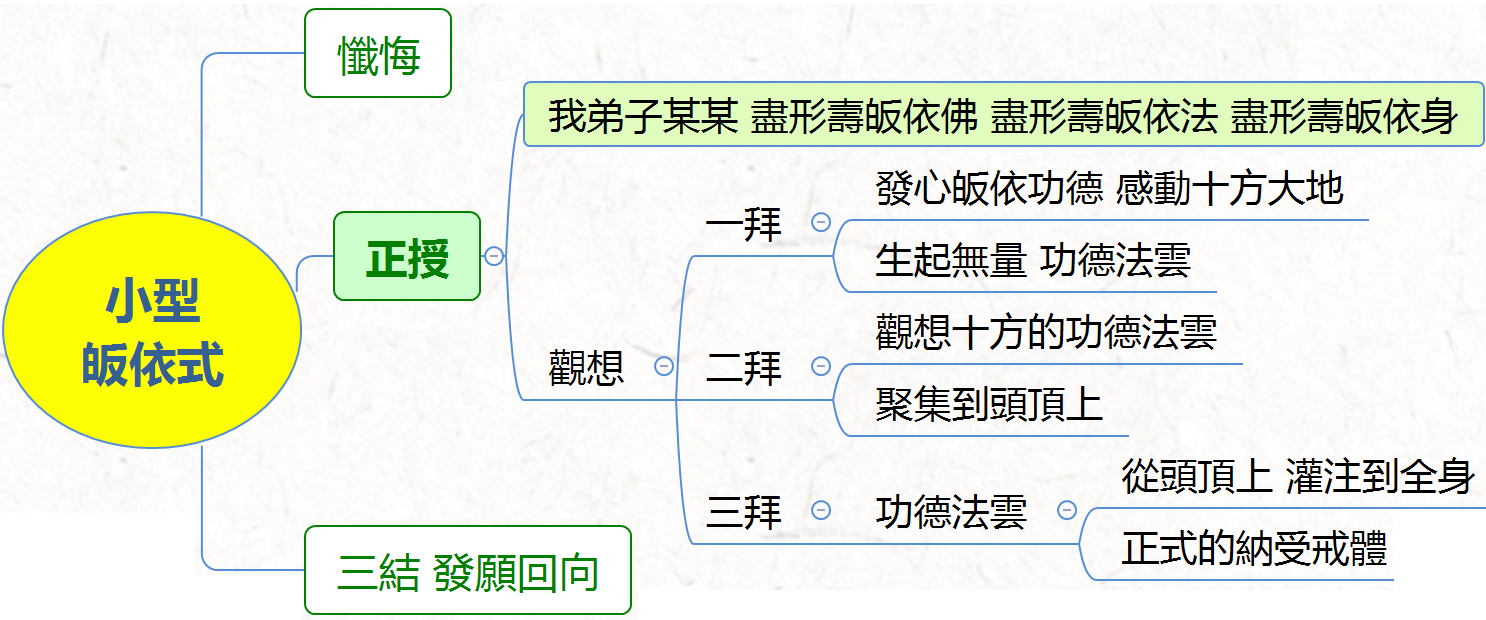 小型
皈依式
懺悔
正授
我弟子某某 盡形壽皈依佛 盡形壽皈依法 盡形壽皈依身
觀想
一拜
發心皈依功德 感動十方大地
生起無量 功德法雲
二拜
觀想十方的功德法雲
聚集到頭頂上
三拜
功德法雲
從頭頂上 灌注到全身
正式的納受戒體
三結 發願回向